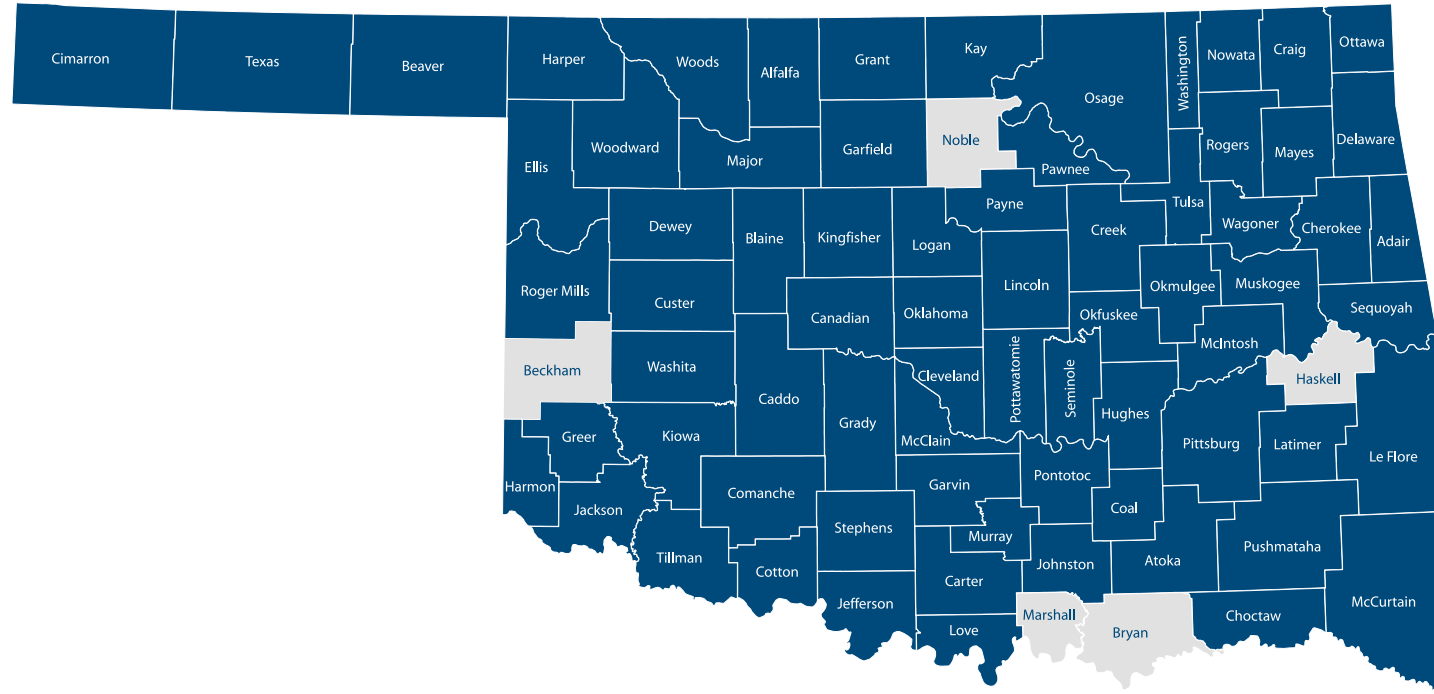 Cimarron
Texas
Beaver
Harper
Woods
Alfalfa
Grant
Kay
Osage
Washington
Nowata
Craig
Ottawa
Ellis
Woodward
Major
Garfield
Noble
Pawnee
Rogers
Mayes
Delaware
Dewey
Blaine
Kingfisher
Logan
Payne
Creek
Tulsa
Wagoner
Cherokee
Adair
Roger Mills
Custer
Canadian
Oklahoma
Lincoln
Okfuskee
Okmulgee
Muskogee
Sequoyah
Beckham
Washita
Caddo
Grady
Cleveland
McClain
Pottawatomie
Seminole
Hughes
McIntosh
Haskell
Greer
Kiowa
Pittsburg
Latimer
Le Flore
Harmon
Jackson
Comanche
Stephens
Garvin
Pontotoc
Coal
Murray
Tillman
Cotton
Jefferson
Carter
Johnston
Atoka
Pushmataha
Love
Marshall
Bryan
Choctaw
McCurtain